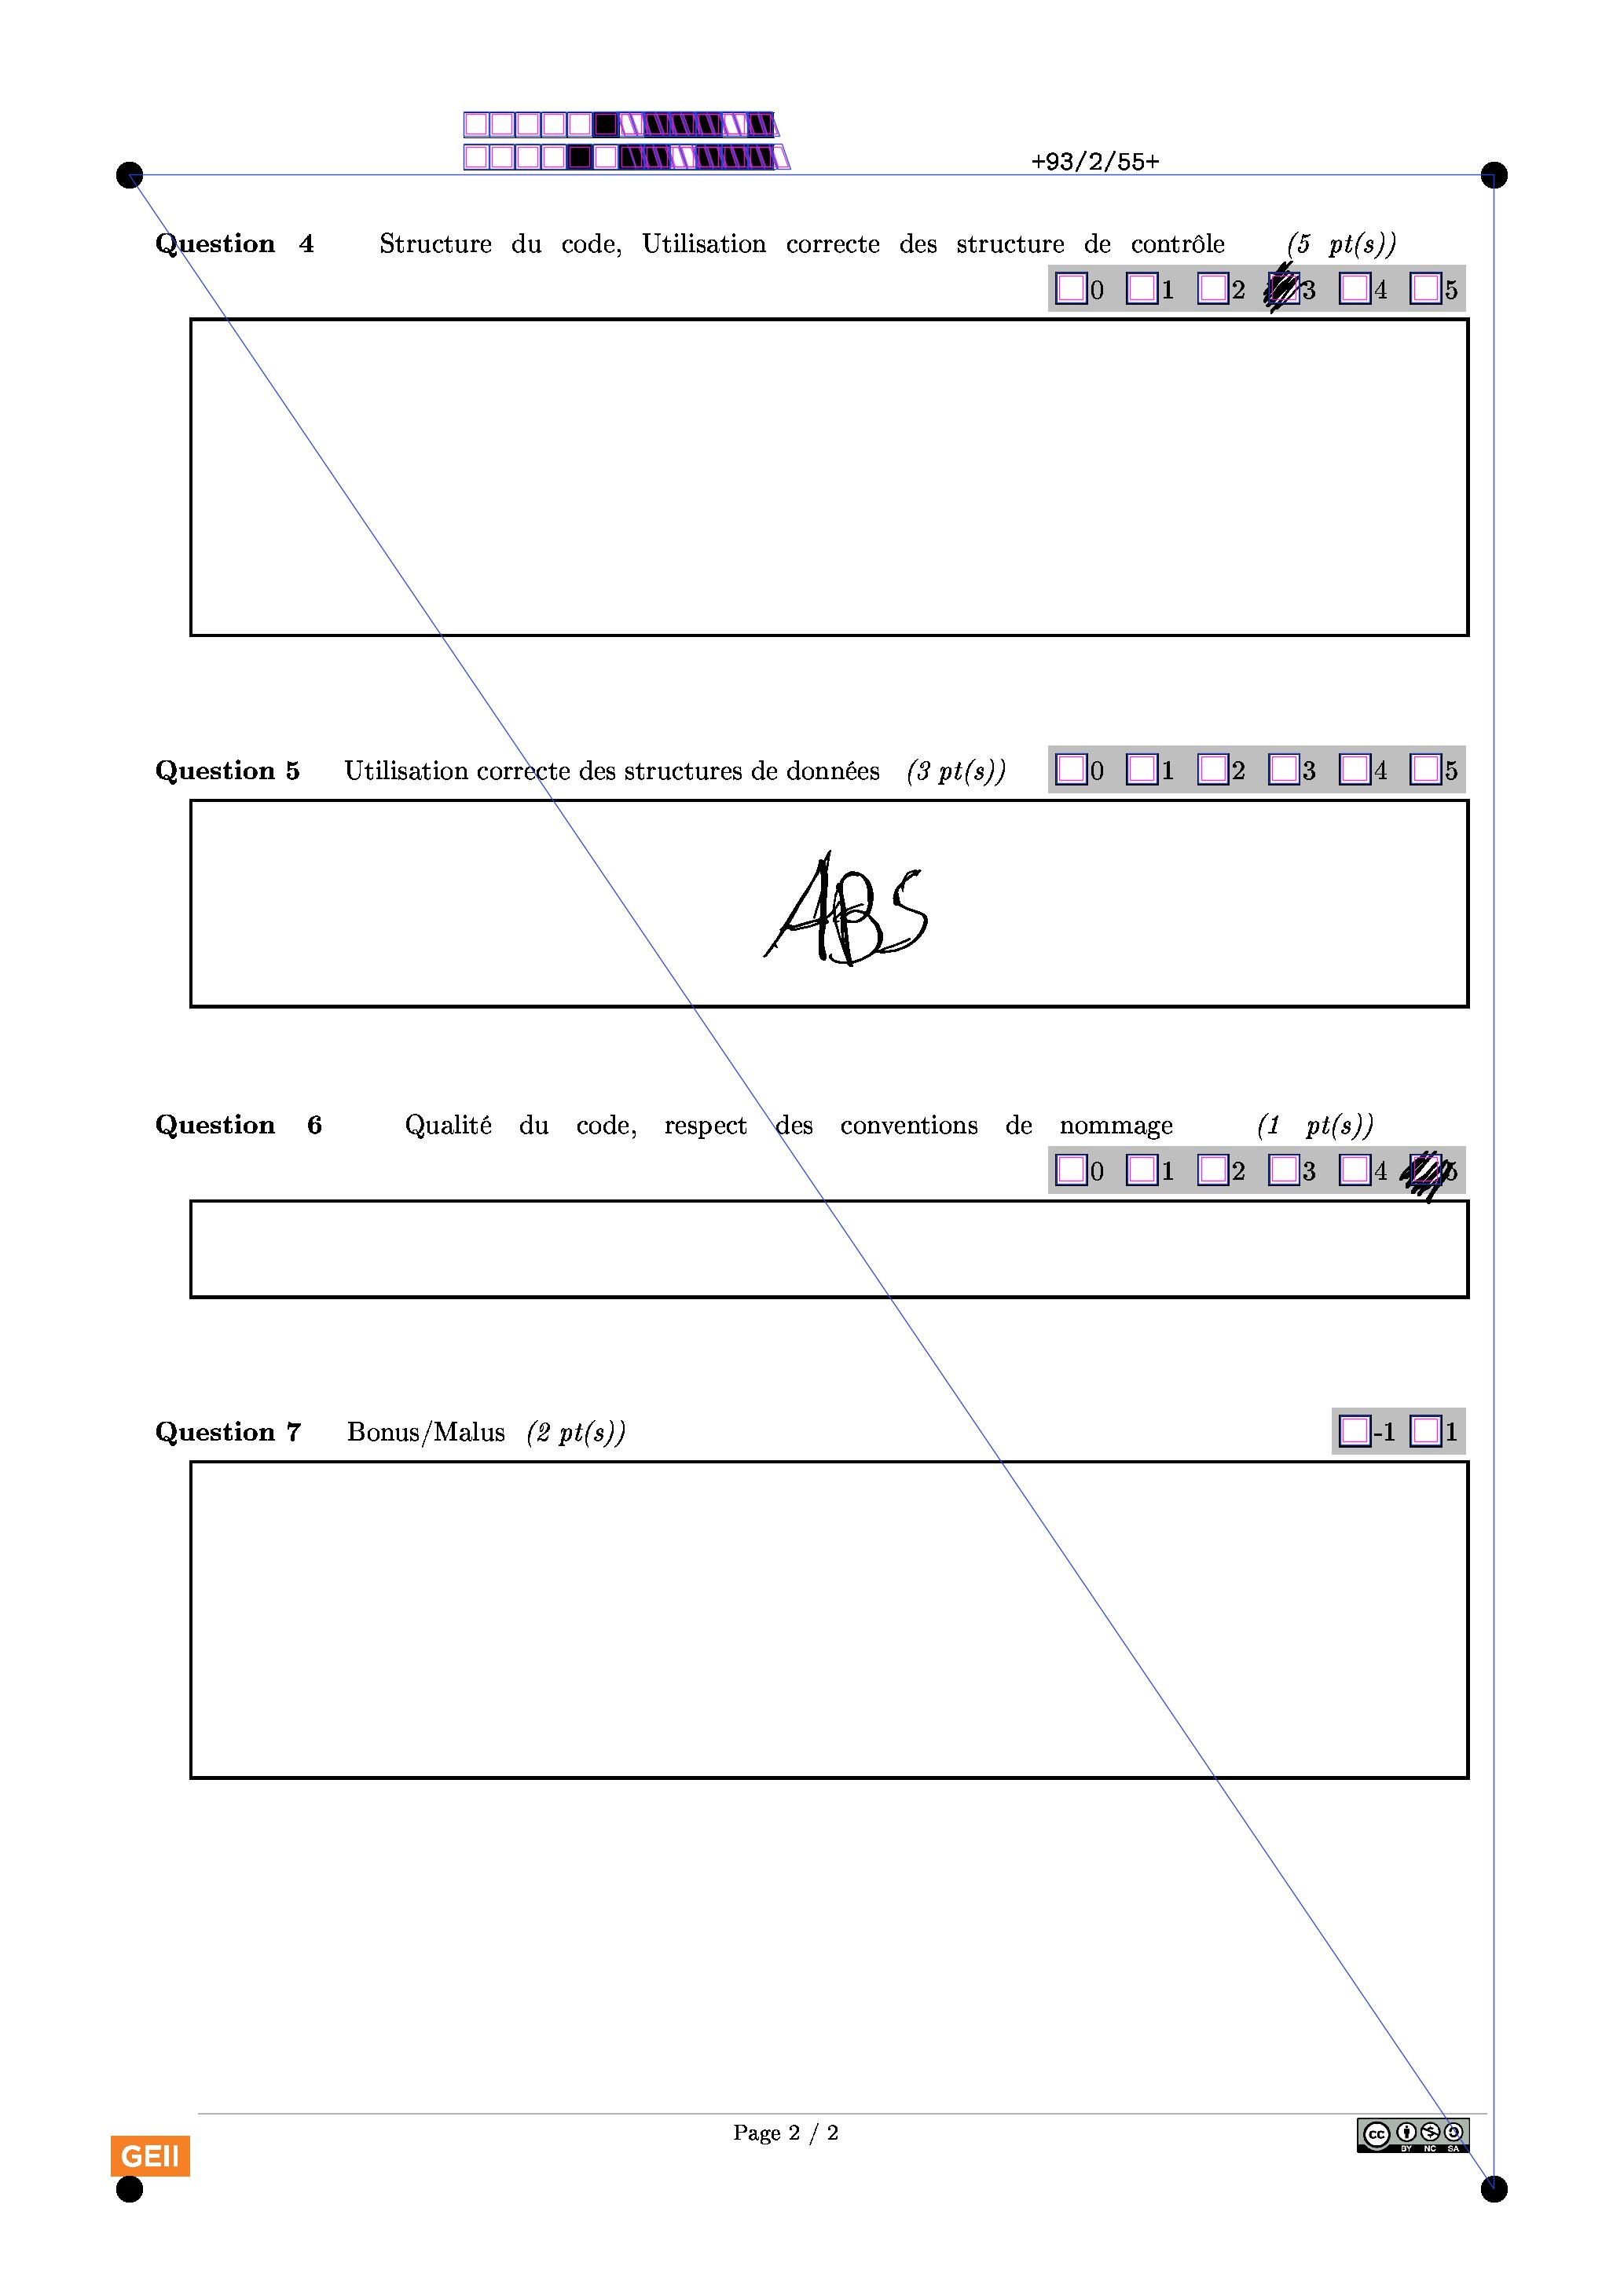 +93/2/55+
Question 4 Structure du code, Utilisation correcte des structure de contrôle (5 pt(s))
0 1 2 3 4 5
Question 5 Utilisation correcte des structures de données (3 pt(s)) 0 1 2 3 4 5
ABS
Question 6 Qualité du code, respect des conventions de nommage (1 pt(s))
0 1 2 3 4 5
Question 7 Bonus/Malus (2 pt(s)) -1 1
Page 2 / 2
cc BY NC SA
GEII